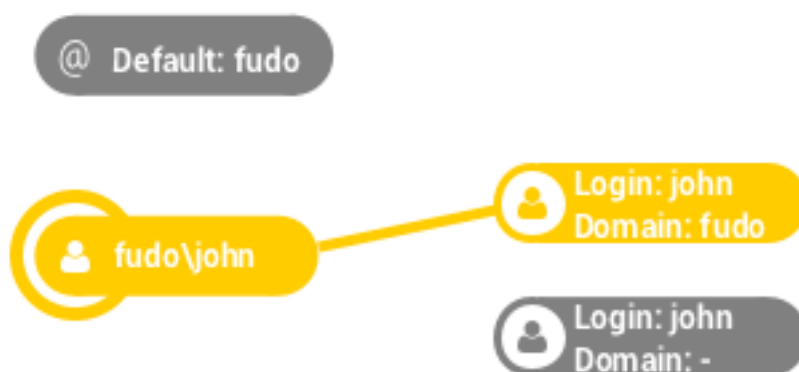 @ Default: fudo
fudo\john
Login: john
Domain: fudo
Login: john
Domain: -